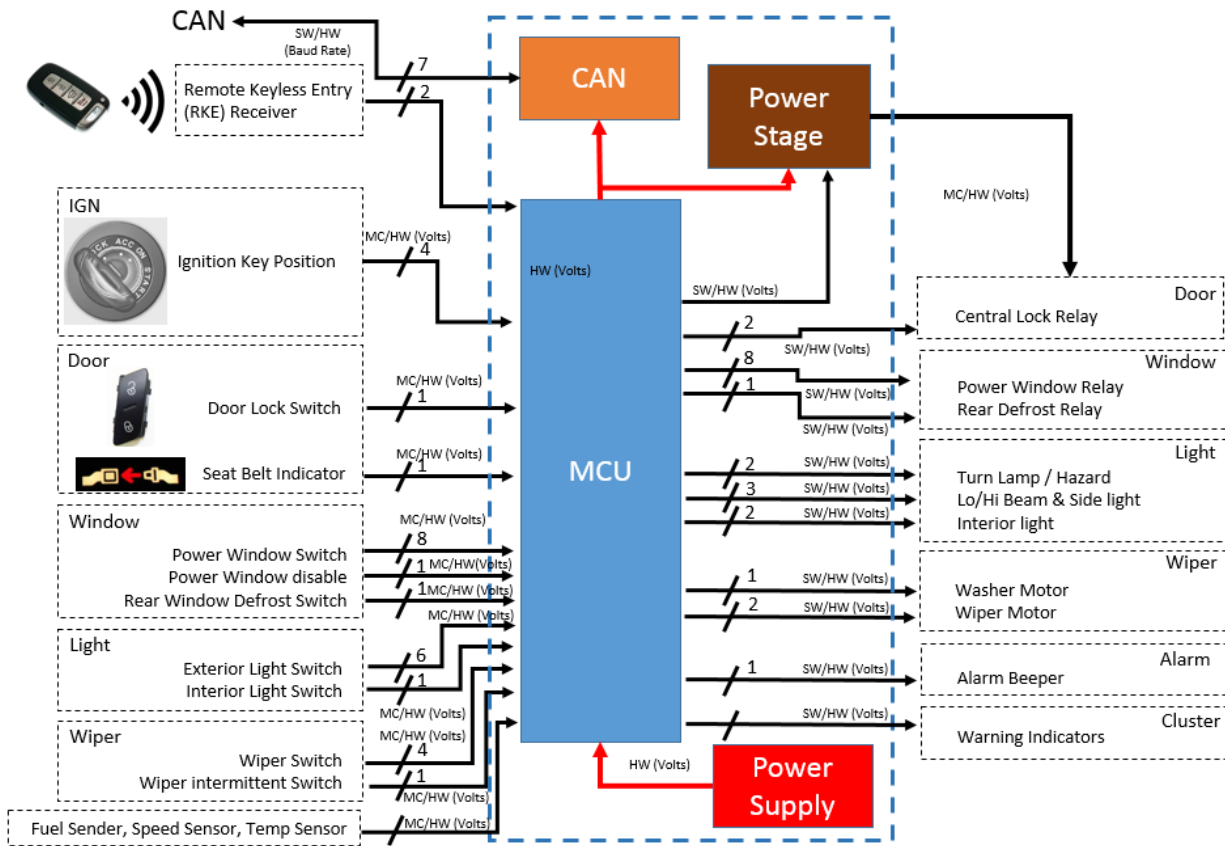 CAN
SW/HW
(Baud Rate)
7
Remote Keyless Entry
(RKE) Receiver
2
CAN
Power
Stage
MC/HW (Volts)
IGN
LOCK ACC ON START
Ignition Key Position
MC/HW (Volts)
4
HW (Volts)
SW/HW (Volts)
Door
Central Lock Relay
2
SW/HW (Volts)
Door
Door Lock Switch
MC/HW (Volts)
1
Seat Belt Indicator
MC/HW (Volts)
1
MCU
Window
Power Window Relay
Rear Defrost Relay
8
SW/HW (Volts)
1
SW/HW (Volts)
Light
Turn Lamp / Hazard
Lo/Hi Beam & Side light
Interior light
2
SW/HW (Volts)
3
SW/HW (Volts)
2
SW/HW (Volts)
Window
Power Window Switch
Power Window disable
Rear Window Defrost Switch
MC/HW (Volts)
8
1
MC/HW(Volts)
1
MC/HW (Volts)
Wiper
Washer Motor
Wiper Motor
1
SW/HW (Volts)
2
SW/HW (Volts)
Light
Exterior Light Switch
Interior Light Switch
MC/HW (Volts)
6
1
MC/HW (Volts)
Alarm
Alarm Beeper
1
SW/HW (Volts)
Wiper
Wiper Switch
Wiper intermittent Switch
MC/HW (Volts)
4
1
MC/HW (Volts)
Cluster
Warning Indicators
SW/HW (Volts)
HW (Volts)
Power
Supply
Fuel Sender, Speed Sensor, Temp Sensor
MC/HW (Volts)